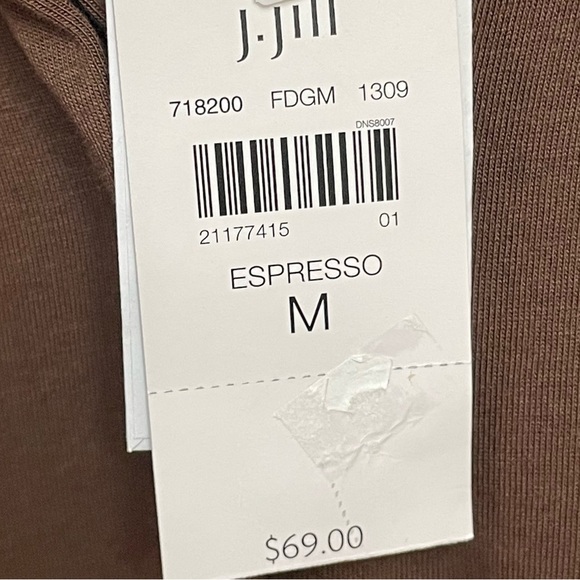 J.Jill
718200 FDGM 1309
DNS8007
21177415 01
ESPRESSO
M
$69.00